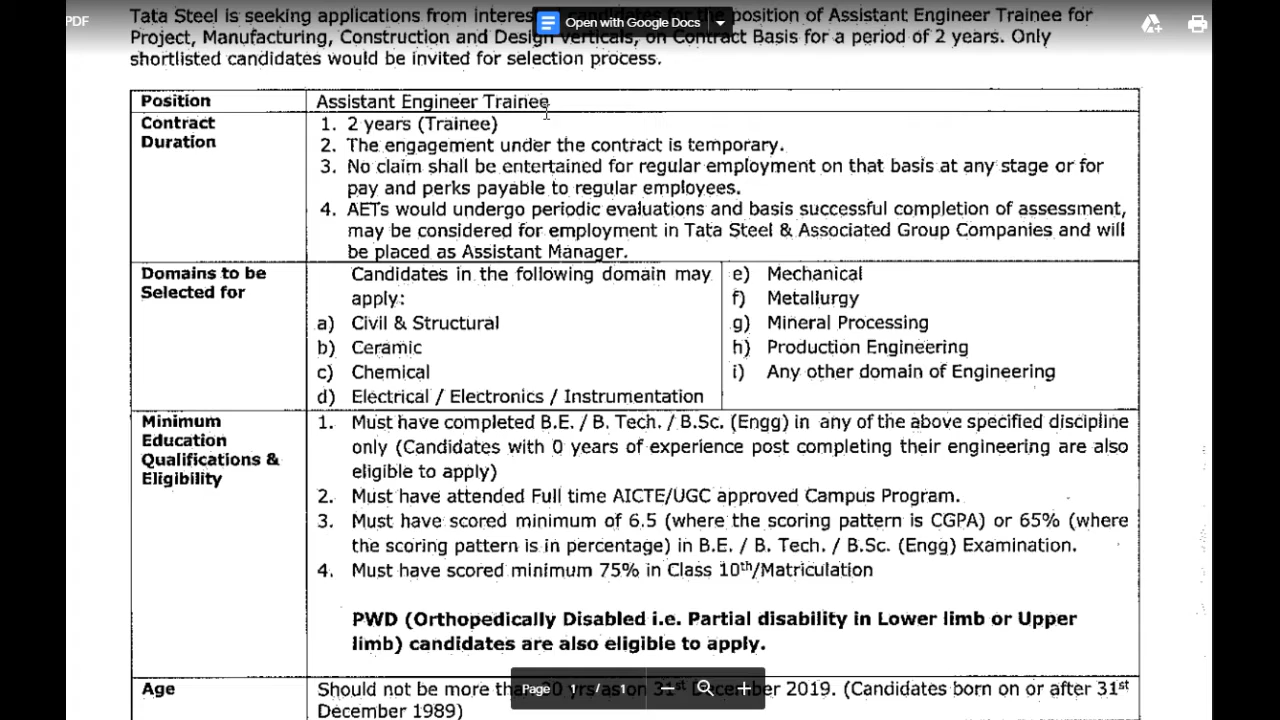 PDF
Open with Google Docs
Tata Steel is seeking applications from for the position of Assistant Engineer Trainee for
Project, Manufacturing, Construction and Design verticals, on Contract Basis for a period of 2 years. Only
shortlisted candidates would be invited for selection process.
Position
Assistant Engineer Trainee
Contract
Duration
1. 2 years (Trainee)
2. The engagement under the contract is temporary.
3. No claim shall be entertained for regular employment on that basis at any stage or for
pay and perks payable to regular employees.
4. AETs would undergo periodic evaluations and basis successful completion of assessment,
may be considered for employment in Tata Steel & Associated Group Companies and will
be placed as Assistant Manager.
Domains to be
Selected for
Candidates in the following domain may
apply:
a) Civil & Structural
b) Ceramic
c) Chemical
d) Electrical / Electronics / Instrumentation
e) Mechanical
f) Metallurgy
g) Mineral Processing
h) Production Engineering
i) Any other domain of Engineering
Minimum
Education
Qualifications &
Eligibility
1. Must have completed B.E. / B. Tech. / B.Sc. (Engg) in any of the above specified discipline
only (Candidates with 0 years of experience post completing their engineering are also
eligible to apply)
2. Must have attended Full time AICTE/UGC approved Campus Program.
3. Must have scored minimum of 6.5 (where the scoring pattern is CGPA) or 65% (where
the scoring pattern is in percentage) in B.E. / B. Tech. / B.Sc. (Engg) Examination.
4. Must have scored minimum 75% in Class 10th/Matriculation
PWD (Orthopedically Disabled i.e. Partial disability in Lower limb or Upper
limb) candidates are also eligible to apply.
Age
Should not be more than 30 yrs as on 31st December 2019. (Candidates born on or after 31st
December 1989)
Page 1 / 1